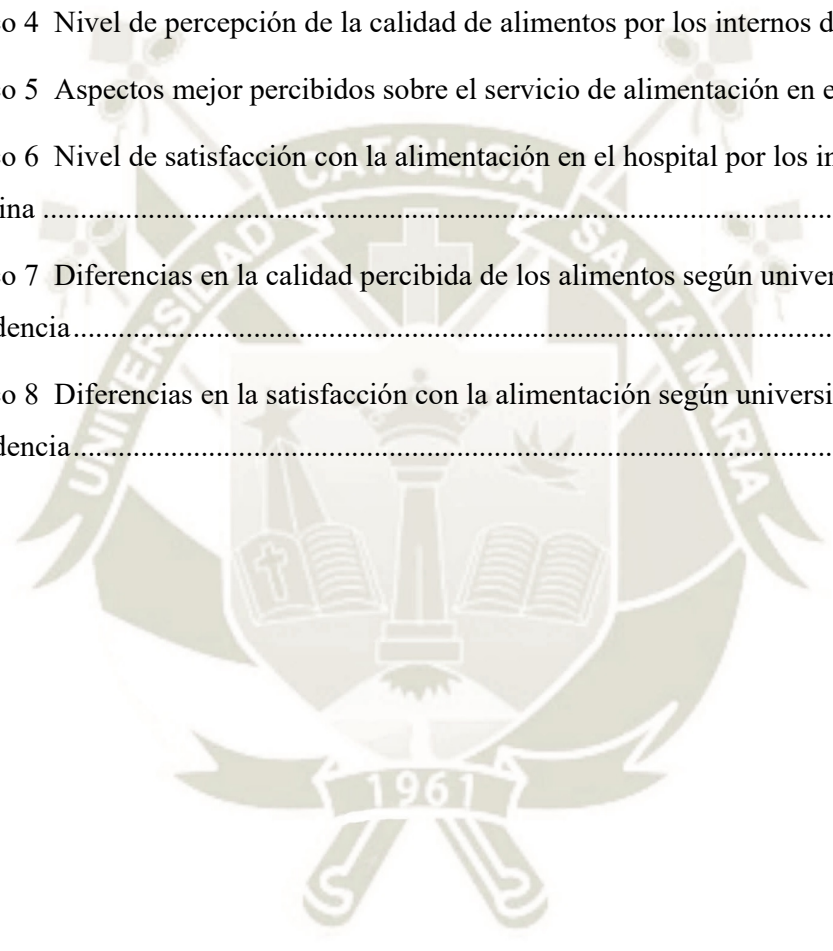 o 4 Nivel de percepción de la calidad de alimentos por los internos d
o 5 Aspectos mejor percibidos sobre el servicio de alimentación en e
o 6 Nivel de satisfacción con la alimentación en el hospital por los in
ina ........................................................................................
o 7 Diferencias en la calidad percibida de los alimentos según univer
dencia....................................................................................
o 8 Diferencias en la satisfacción con la alimentación según universi
dencia....................................................................................
UNIVERSIDAD CATOLICA SANTA MARIA
1961